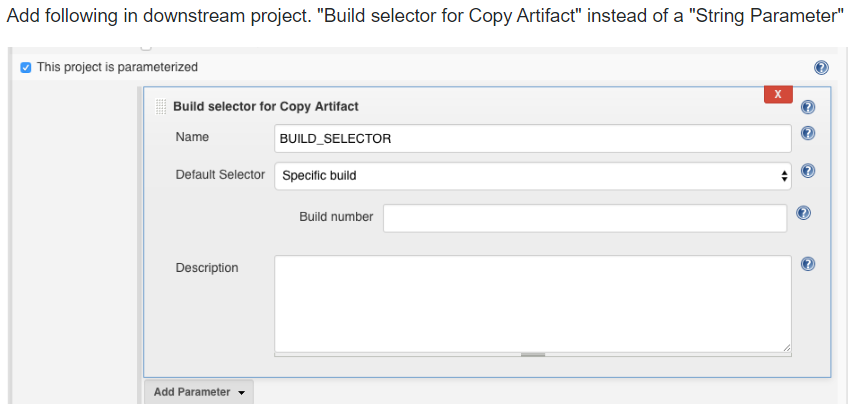 Add following in downstream project. "Build selector for Copy Artifact" instead of a "String Parameter"
This project is parameterized
X
Build selector for Copy Artifact
Name
BUILD_SELECTOR
Default Selector
Specific build
Build number
Description
Add Parameter